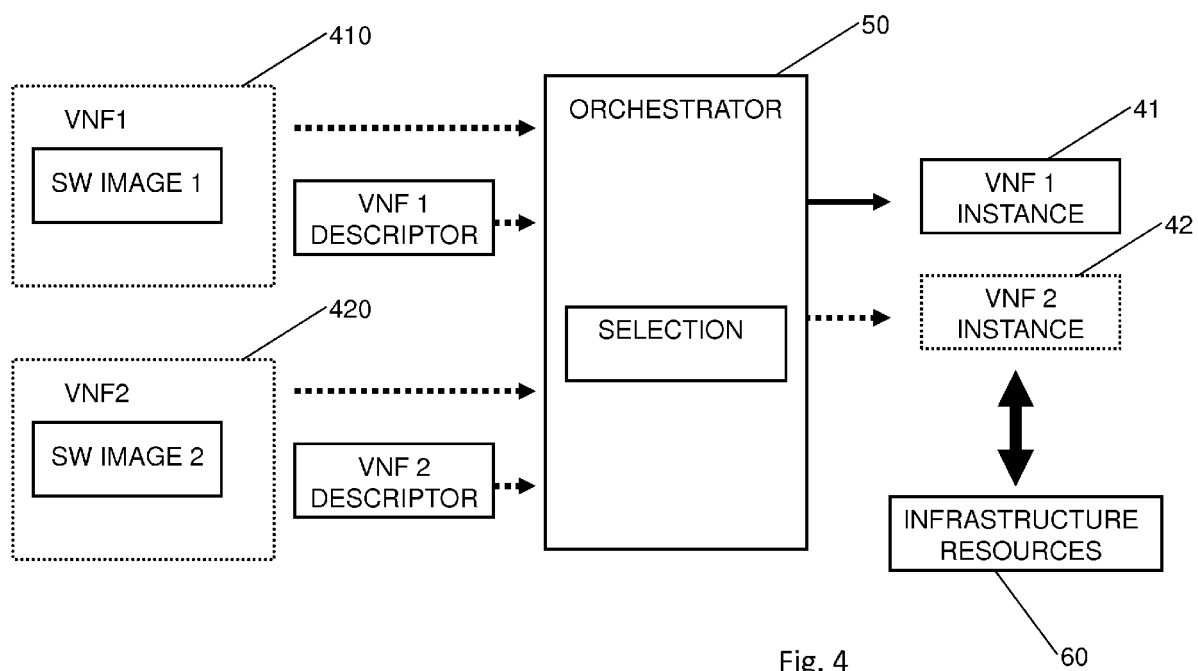 410
VNF1
SW IMAGE 1
VNF 1
DESCRIPTOR
420
VNF2
SW IMAGE 2
VNF 2
DESCRIPTOR
50
ORCHESTRATOR
SELECTION
41
VNF 1
INSTANCE
42
VNF 2
INSTANCE
INFRASTRUCTURE
RESOURCES
60
Fig. 4